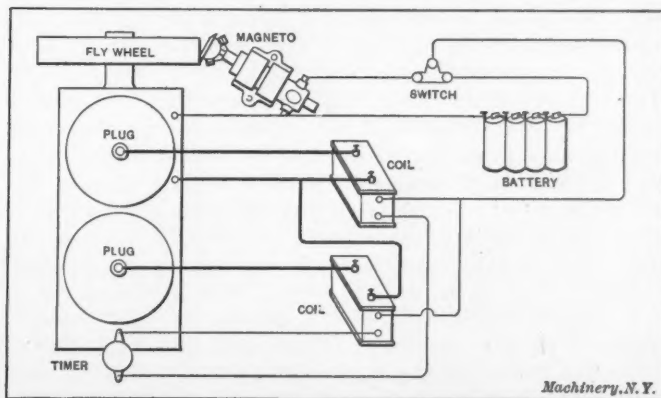 MAGNETO
FLY WHEEL
SWITCH
PLUG
COIL
BATTERY
PLUG
COIL
TIMER
Machinery, N.Y.